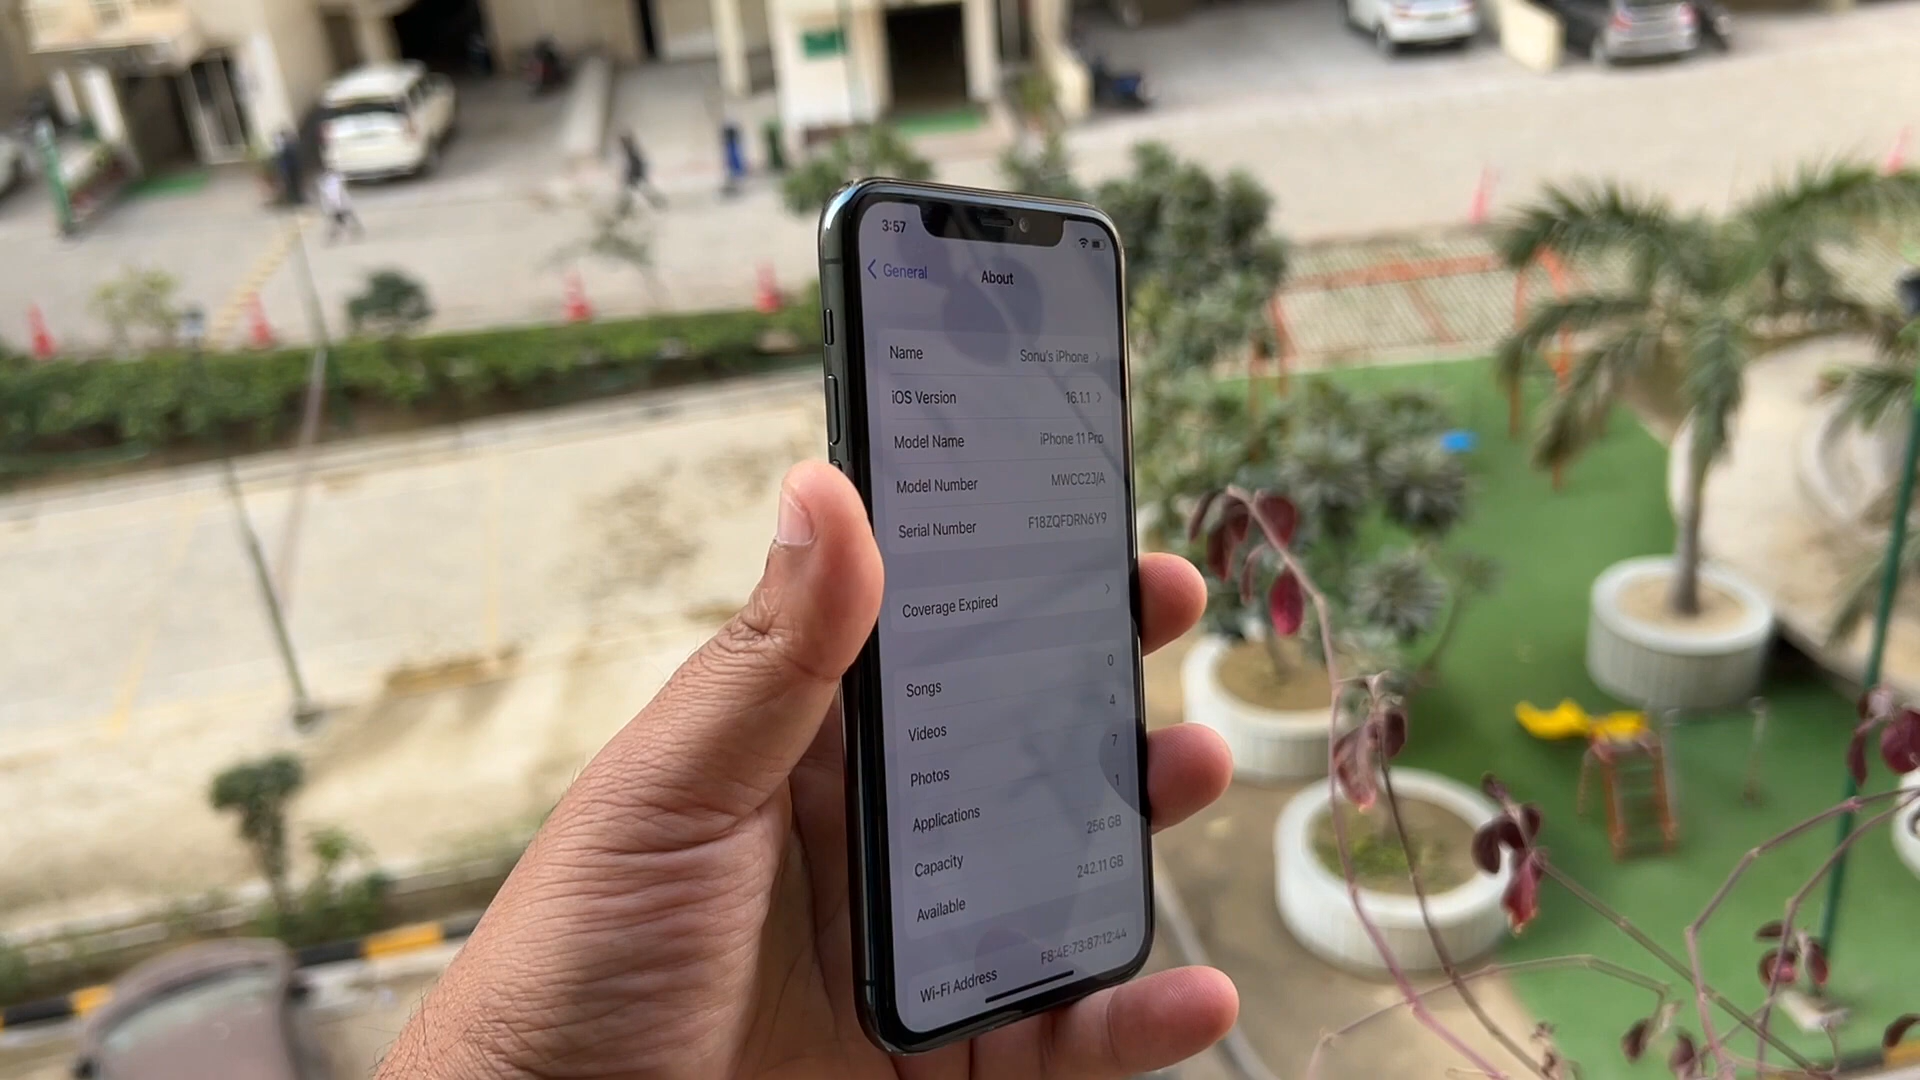 3:57
General About
Name Sonu's iPhone
iOS Version 16.1.1
Model Name iPhone 11 Pro
Model Number MWCC2J/A
Serial Number F18ZQFDRN6Y9
Coverage Expired
Songs 0
Videos 4
Photos 7
Applications 1
Capacity 256 GB
Available 242.11 GB
Wi-Fi Address F8:4E:73:87:12:44